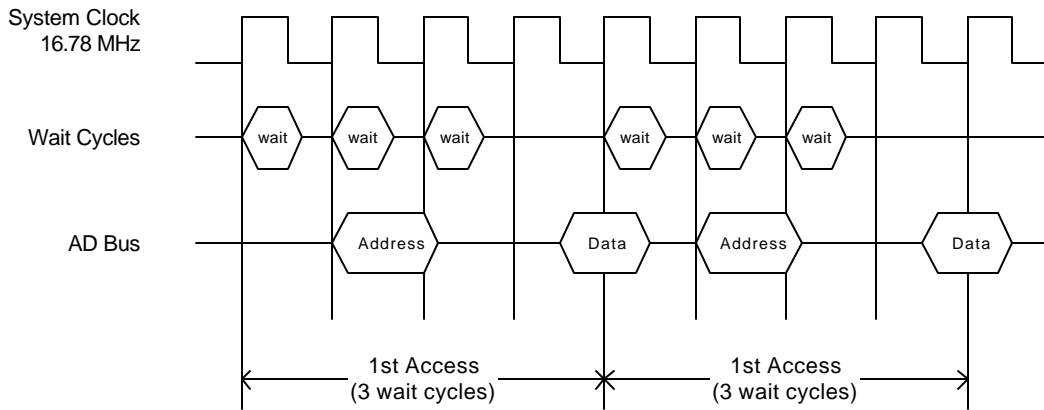 System Clock
16.78 MHz
Wait Cycles
wait wait wait wait wait wait
AD Bus
Address Data Address Data
1st Access
(3 wait cycles)
1st Access
(3 wait cycles)